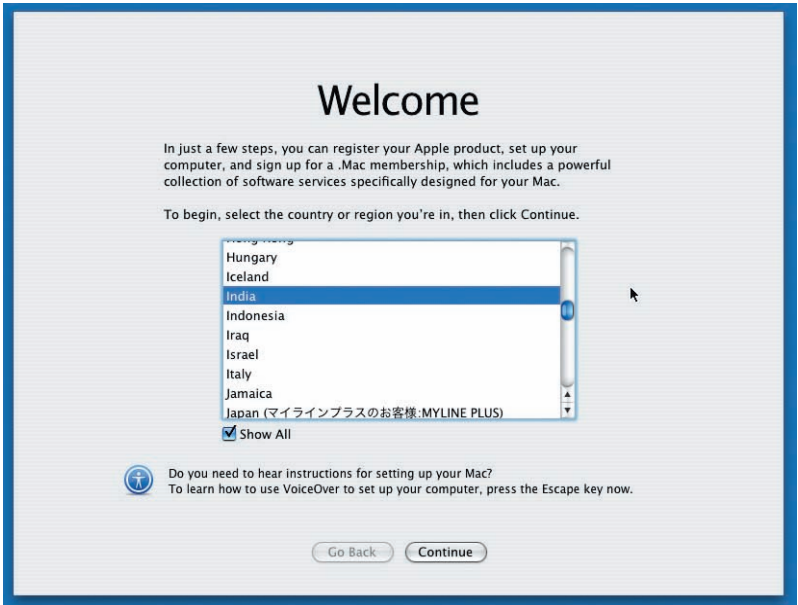 Welcome
In just a few steps, you can register your Apple product, set up your
computer, and sign up for a .Mac membership, which includes a powerful
collection of software services specifically designed for your Mac.
To begin, select the country or region you're in, then click Continue.
Hong Kong
Hungary
Iceland
India
Indonesia
Iraq
Israel
Italy
Jamaica
Japan (マイラインプラスのお客様:MYLINE PLUS)
Show All
Do you need to hear instructions for setting up your Mac?
To learn how to use VoiceOver to set up your computer, press the Escape key now.
Go Back
Continue